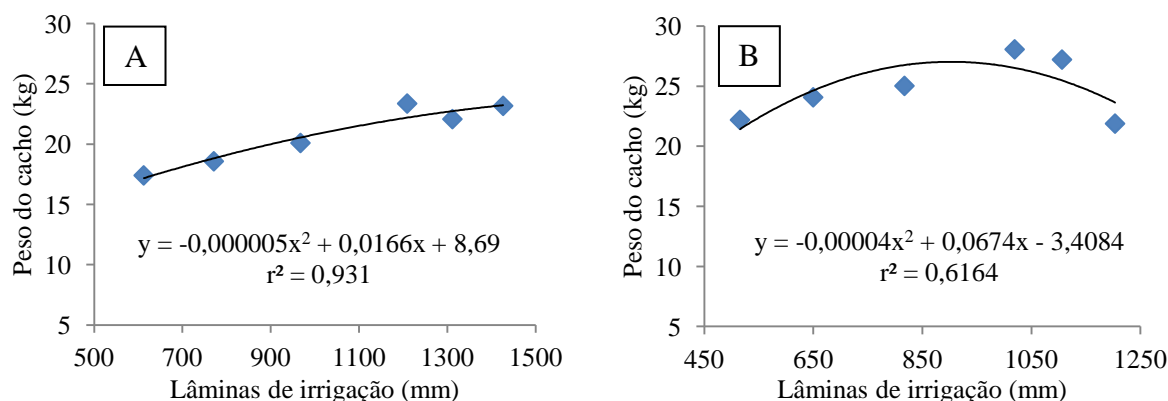 A
Peso do cacho (kg)
30
25
20
15
10
5
y = -0,000005x² + 0,0166x + 8,69
r² = 0,931
500 700 900 1100 1300 1500
Lâminas de irrigação (mm)
B
Peso do cacho (kg)
30
25
20
15
10
5
y = -0,00004x² + 0,0674x - 3,4084
r² = 0,6164
450 650 850 1050 1250
Lâminas de irrigação (mm)